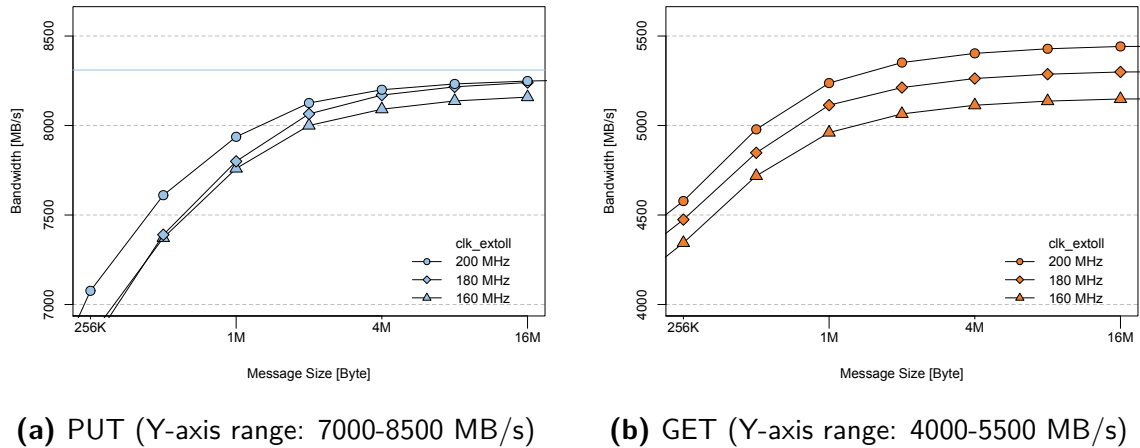 8500
8000
7500
7000
Bandwidth [MB/s]
clk_extoll
200 MHz
180 MHz
160 MHz
256K
1M
4M
16M
Message Size [Byte]
(a) PUT (Y-axis range: 7000-8500 MB/s)
5500
5000
4500
4000
Bandwidth [MB/s]
clk_extoll
200 MHz
180 MHz
160 MHz
256K
1M
4M
16M
Message Size [Byte]
(b) GET (Y-axis range: 4000-5500 MB/s)